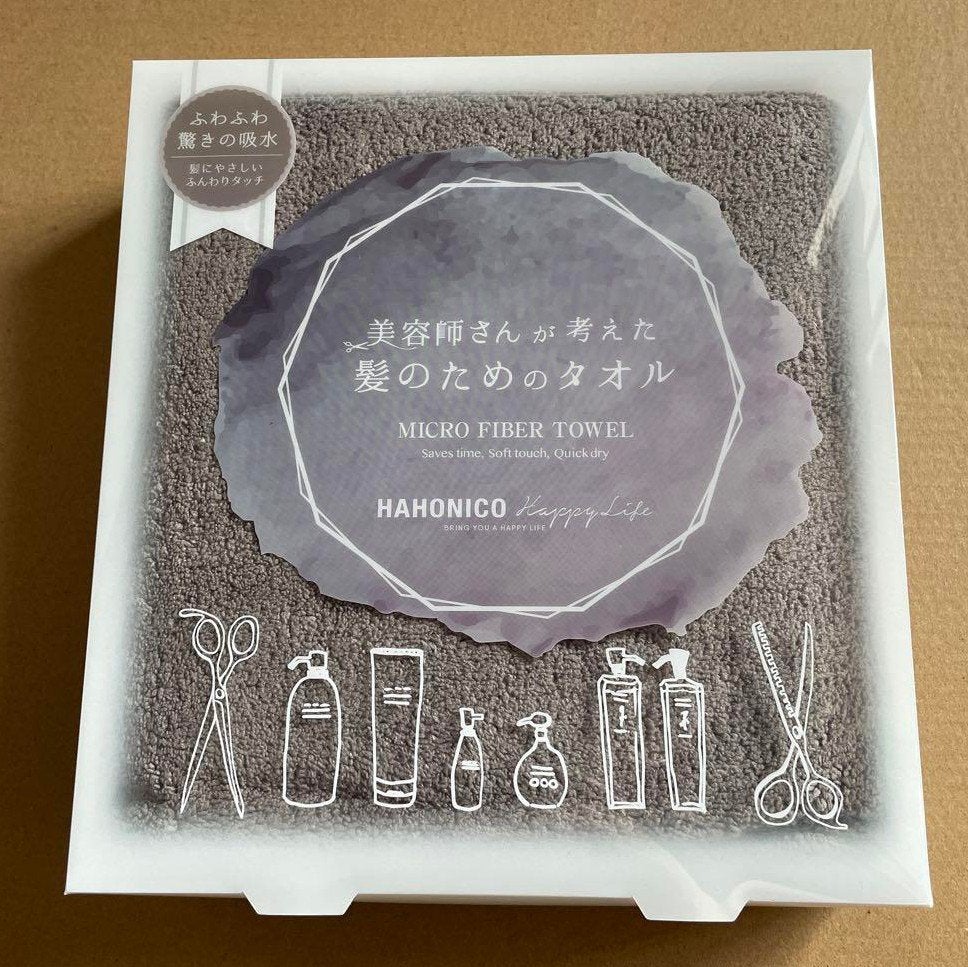 ふわふわ
驚きの吸水
髪にやさしい
ふんわりタッチ
美容師さんが考えた
髪のためのタオル
MICRO FIBER TOWEL
Saves time, Soft touch, Quick dry
HAHONICO Happy Life
BRING YOU A HAPPY LIFE